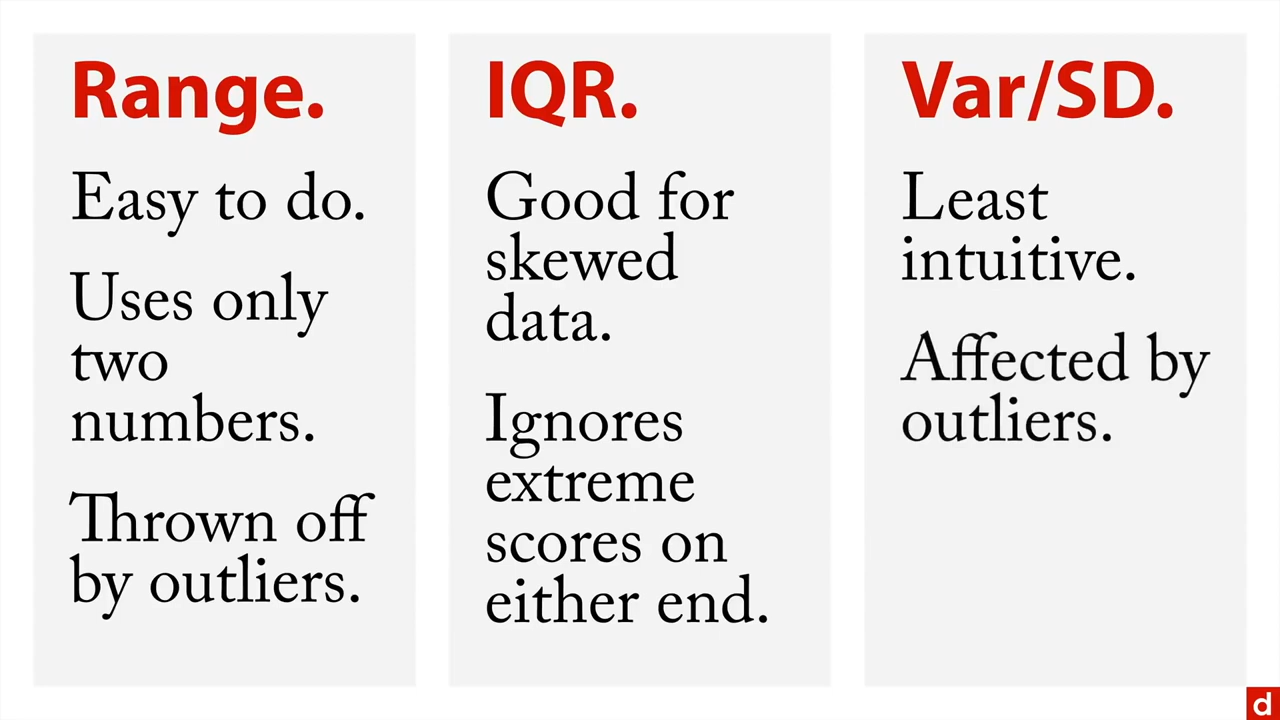 Range.
Easy to do.
Uses only
two
numbers.
Thrown off
by outliers.
IQR.
Good for
skewed
data.
Ignores
extreme
scores on
either end.
Var/SD.
Least
intuitive.
Affected by
outliers.
d